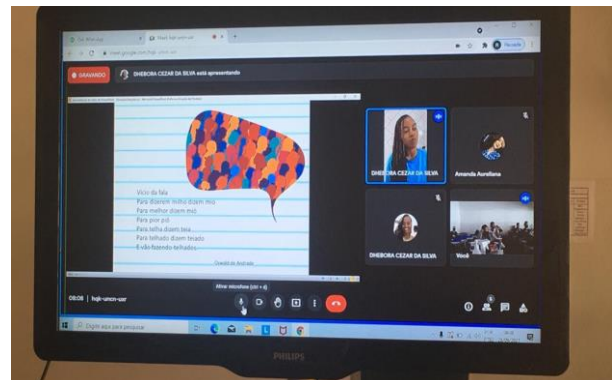 GRAVANDO
DHEBORA CEZAR DA SILVA está apresentando
Vício da fala
Para dizerem milho dizem mio
Para melhor dizem mió
Para pior pió
Para telha dizem teia
Para telhado dizem teiado
E vão fazendo telhados
Oswald de Andrade
DHEBORA CEZAR DA SILVA
Amanda Aureliana
DHEBORA CEZAR DA SILVA
Você
Ativar microfone (ctrl + d)
08:08
Digite aqui para pesquisar
PHILIPS